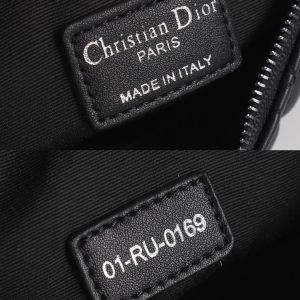 Christian Dior
PARIS
MADE IN ITALY
01-RU-0169